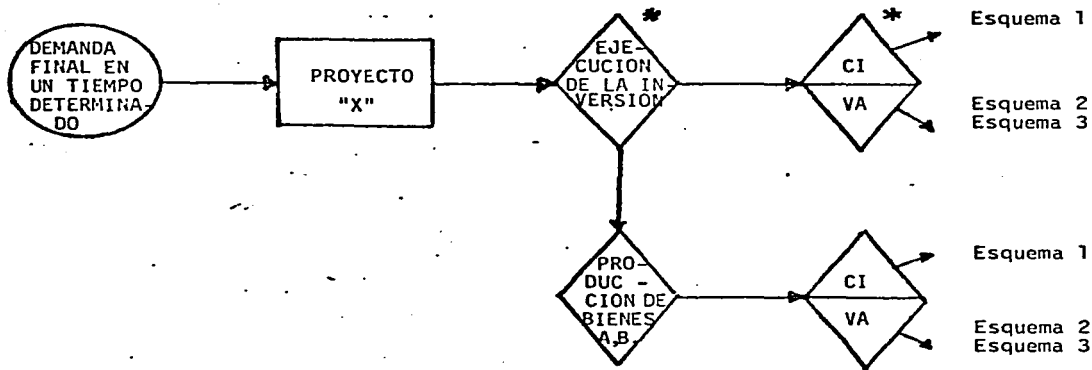 DEMANDA
FINAL EN
UN TIEMPO
DETERMINA-
DO
PROYECTO
"X"
*
EJE-
CUCION
DE LA IN-
VERSIÓN
*
CI
VA
Esquema 1
Esquema 2
Esquema 3
PRO-
DUC -
CION DE
BIENES
A,B.
CI
VA
Esquema 1
Esquema 2
Esquema 3